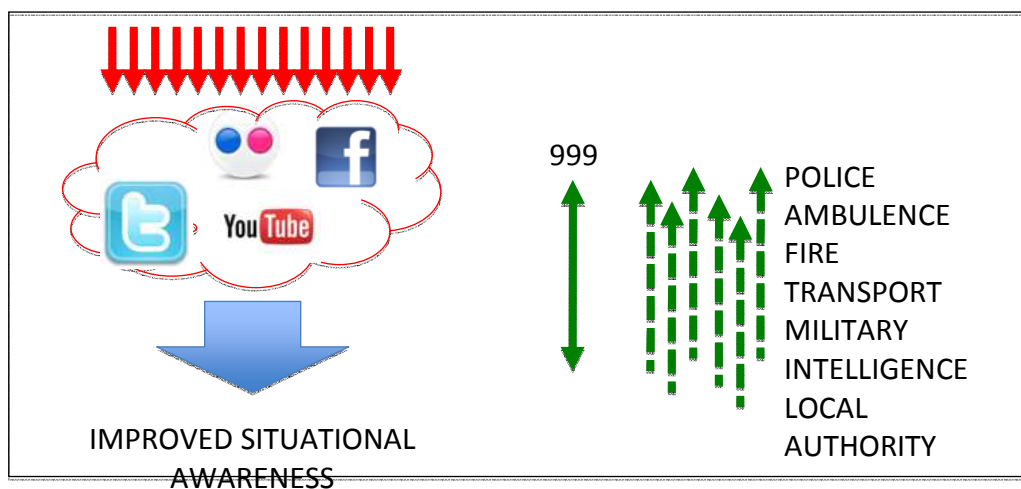 f
t
You Tube
IMPROVED SITUATIONAL
AWARENESS
999
POLICE
AMBULENCE
FIRE
TRANSPORT
MILITARY
INTELLIGENCE
LOCAL
AUTHORITY